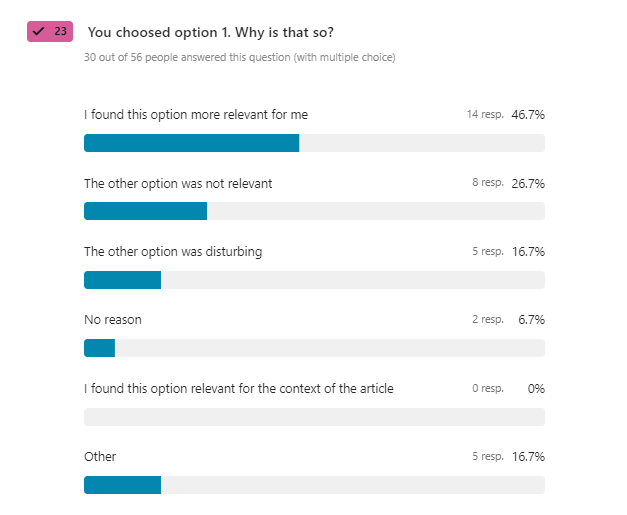 23 You choosed option 1. Why is that so?
30 out of 56 people answered this question (with multiple choice)
I found this option more relevant for me 14 resp. 46.7%
The other option was not relevant 8 resp. 26.7%
The other option was disturbing 5 resp. 16.7%
No reason 2 resp. 6.7%
I found this option relevant for the context of the article 0 resp. 0%
Other 5 resp. 16.7%